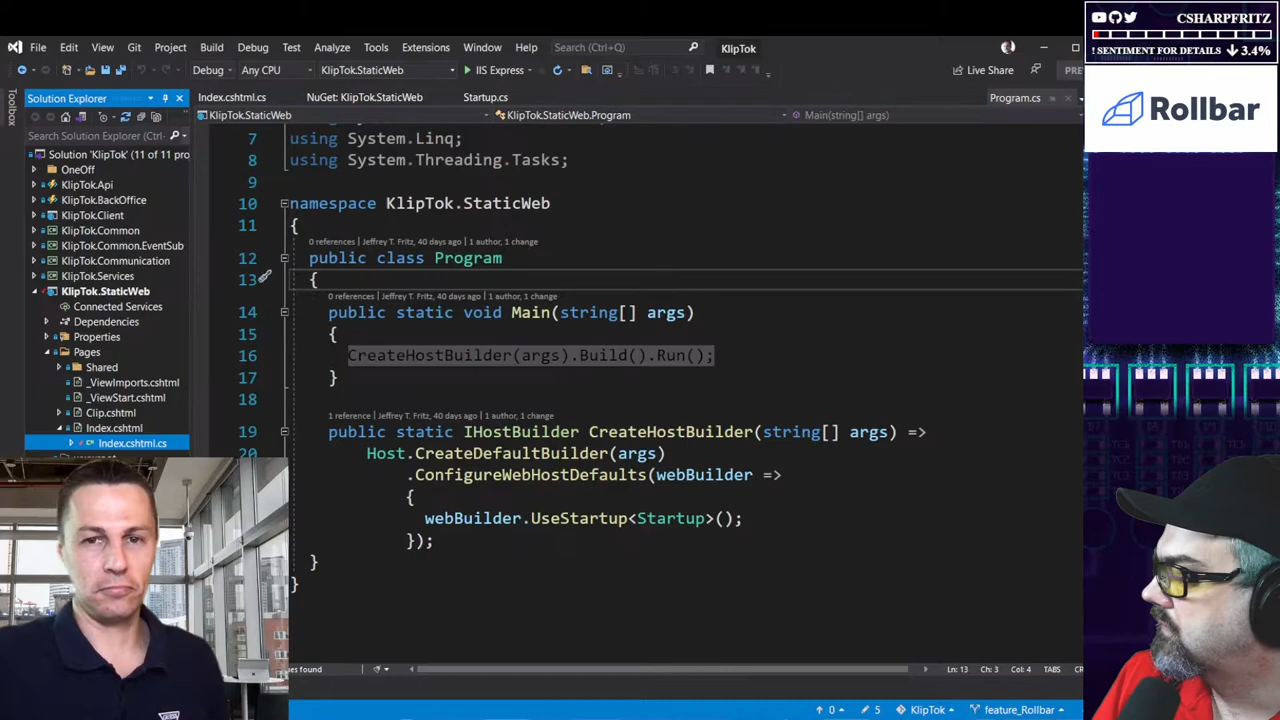 CSHARPFRITZ
! SENTIMENT FOR DETAILS 3.4%
Rollbar
File Edit View Git Project Build Debug Test Analyze Tools Extensions Window Help Search (Ctrl+Q) KlipTok
Debug Any CPU KlipTok.StaticWeb IIS Express Live Share PRE
Toolbox
Solution Explorer
Search Solution Explorer (Ctrl+
Solution 'KlipTok' (11 of 11 pro
OneOff
KlipTok.Api
KlipTok.BackOffice
KlipTok.Client
KlipTok.Common
KlipTok.Common.EventSub
KlipTok.Communication
KlipTok.Services
KlipTok.StaticWeb
Connected Services
Dependencies
Properties
Pages
Shared
_ViewImports.cshtml
_ViewStart.cshtml
Clip.cshtml
Index.cshtml
Index.cshtml.cs
Index.cshtml.cs NuGet: KlipTok.StaticWeb Startup.cs Program.cs
KlipTok.StaticWeb KlipTok.StaticWeb.Program Main(string[] args)
7 using System.Linq;
8 using System.Threading.Tasks;
9
10 namespace KlipTok.StaticWeb
11 {
0 references | Jeffrey T. Fritz, 40 days ago | 1 author, 1 change
12 public class Program
13 {
0 references | Jeffrey T. Fritz, 40 days ago | 1 author, 1 change
14 public static void Main(string[] args)
15 {
16 CreateHostBuilder(args).Build().Run();
17 }
18
1 reference | Jeffrey T. Fritz, 40 days ago | 1 author, 1 change
19 public static IHostBuilder CreateHostBuilder(string[] args) =>
20 Host.CreateDefaultBuilder(args)
.ConfigureWebHostDefaults(webBuilder =>
{
webBuilder.UseStartup<Startup>();
});
}
}
ues found Ln: 13 Ch: 3 Col: 4 TABS CR
0 5 KlipTok feature_Rollbar